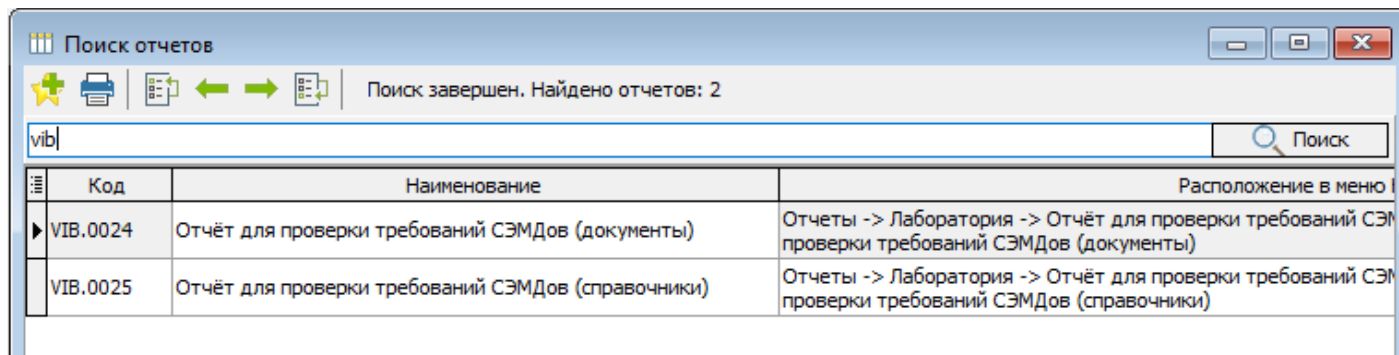 Поиск отчетов
Поиск завершен. Найдено отчетов: 2
vib Поиск
Код Наименование Расположение в меню
VIB.0024 Отчёт для проверки требований СЭМДов (документы) Отчеты -> Лаборатория -> Отчёт для проверки требований
проверки требований СЭМДов (документы)
VIB.0025 Отчёт для проверки требований СЭМДов (справочники) Отчеты -> Лаборатория -> Отчёт для проверки требований
проверки требований СЭМДов (справочники)